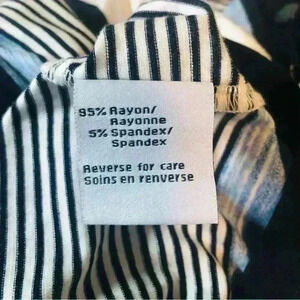 95% Rayon/
Rayonne
5% Spandex/
Spandex
Reverse for care
Soins en renverse